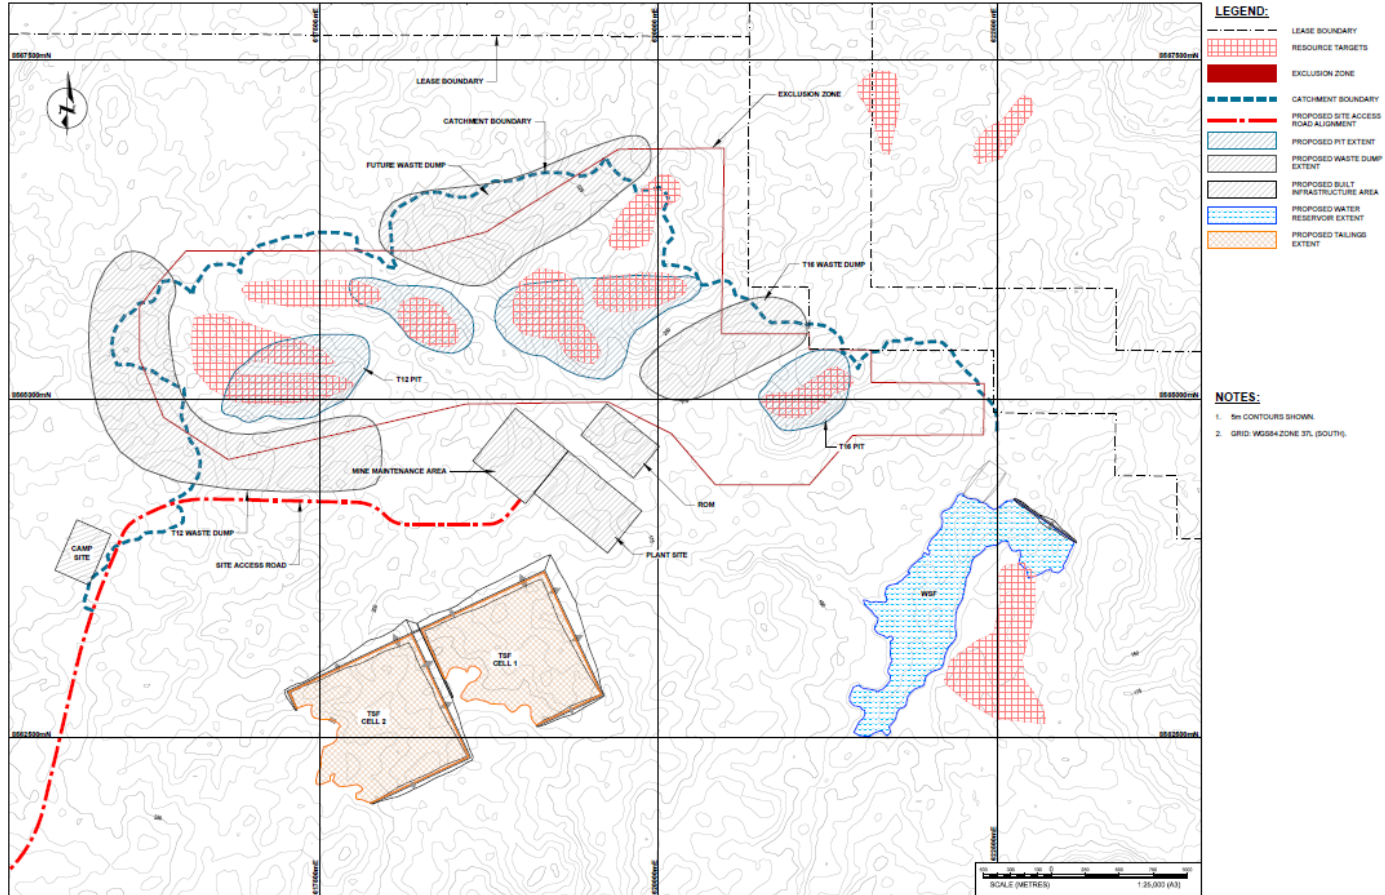 LEGEND:
LEASE BOUNDARY
RESOURCE TARGETS
EXCLUSION ZONE
CATCHMENT BOUNDARY
PROPOSED SITE ACCESS
ROAD ALIGNMENT
PROPOSED PIT EXTENT
PROPOSED WASTE DUMP
EXTENT
PROPOSED BUILT
INFRASTRUCTURE AREA
PROPOSED WATER
RESERVOIR EXTENT
PROPOSED TAILINGS
EXTENT
NOTES:
1. 5m CONTOURS SHOWN.
2. GRID: WGS84 ZONE 37L (SOUTH).
8567500mN
8567500mN
LEASE BOUNDARY
EXCLUSION ZONE
CATCHMENT BOUNDARY
FUTURE WASTE DUMP
T16 WASTE DUMP
T12 PIT
8565000mN
8565000mN
T16 PIT
MINE MAINTENANCE AREA
ROM
T12 WASTE DUMP
PLANT SITE
CAMP
SITE
SITE ACCESS ROAD
WSF
TSF
CELL 1
TSF
CELL 2
8562500mN
8562500mN
SCALE (METRES)
1:25,000 (A3)